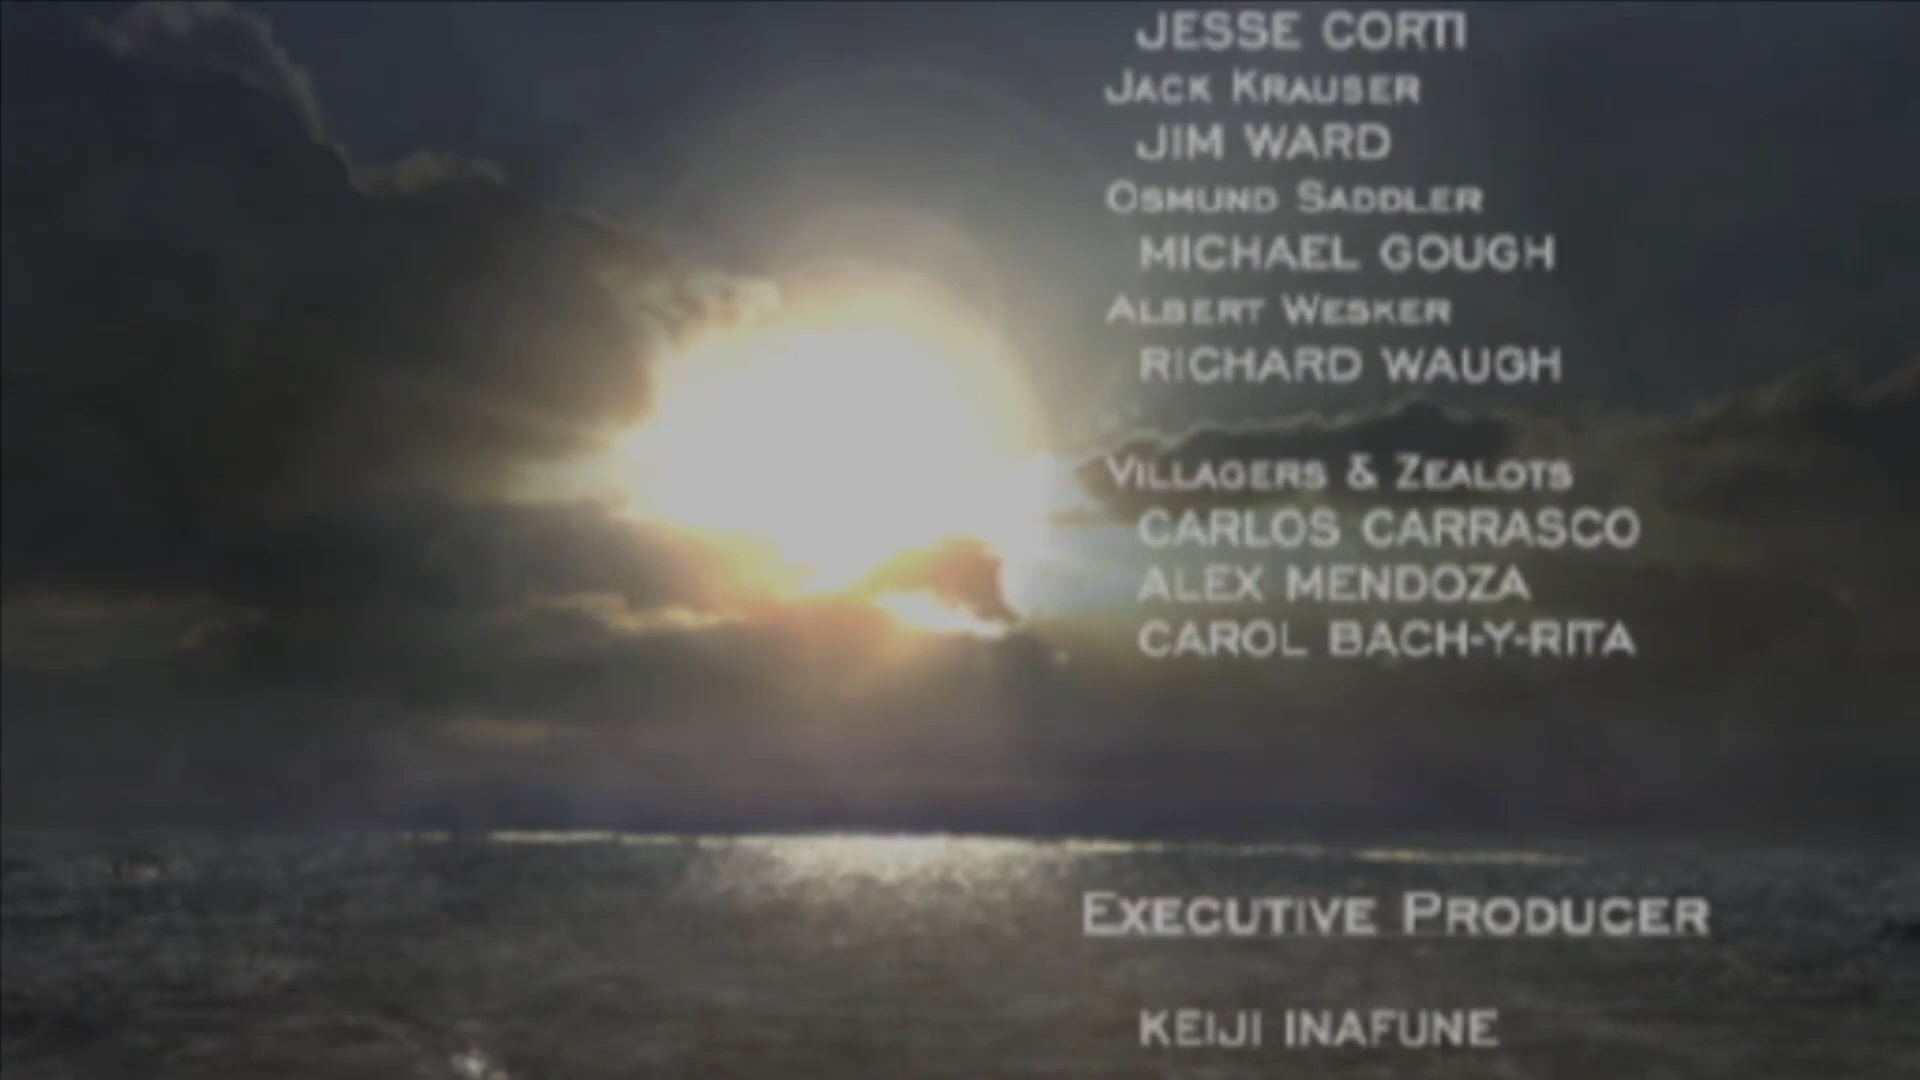 JESSE CORTI
JACK KRAUSER
JIM WARD
OSMUND SADDLER
MICHAEL GOUGH
ALBERT WESKER
RICHARD WAUGH
VILLAGERS & ZEALOTS
CARLOS CARRASCO
ALEX MENDOZA
CAROL BACH-Y-RITA
EXECUTIVE PRODUCER
KEIJI INAFUNE